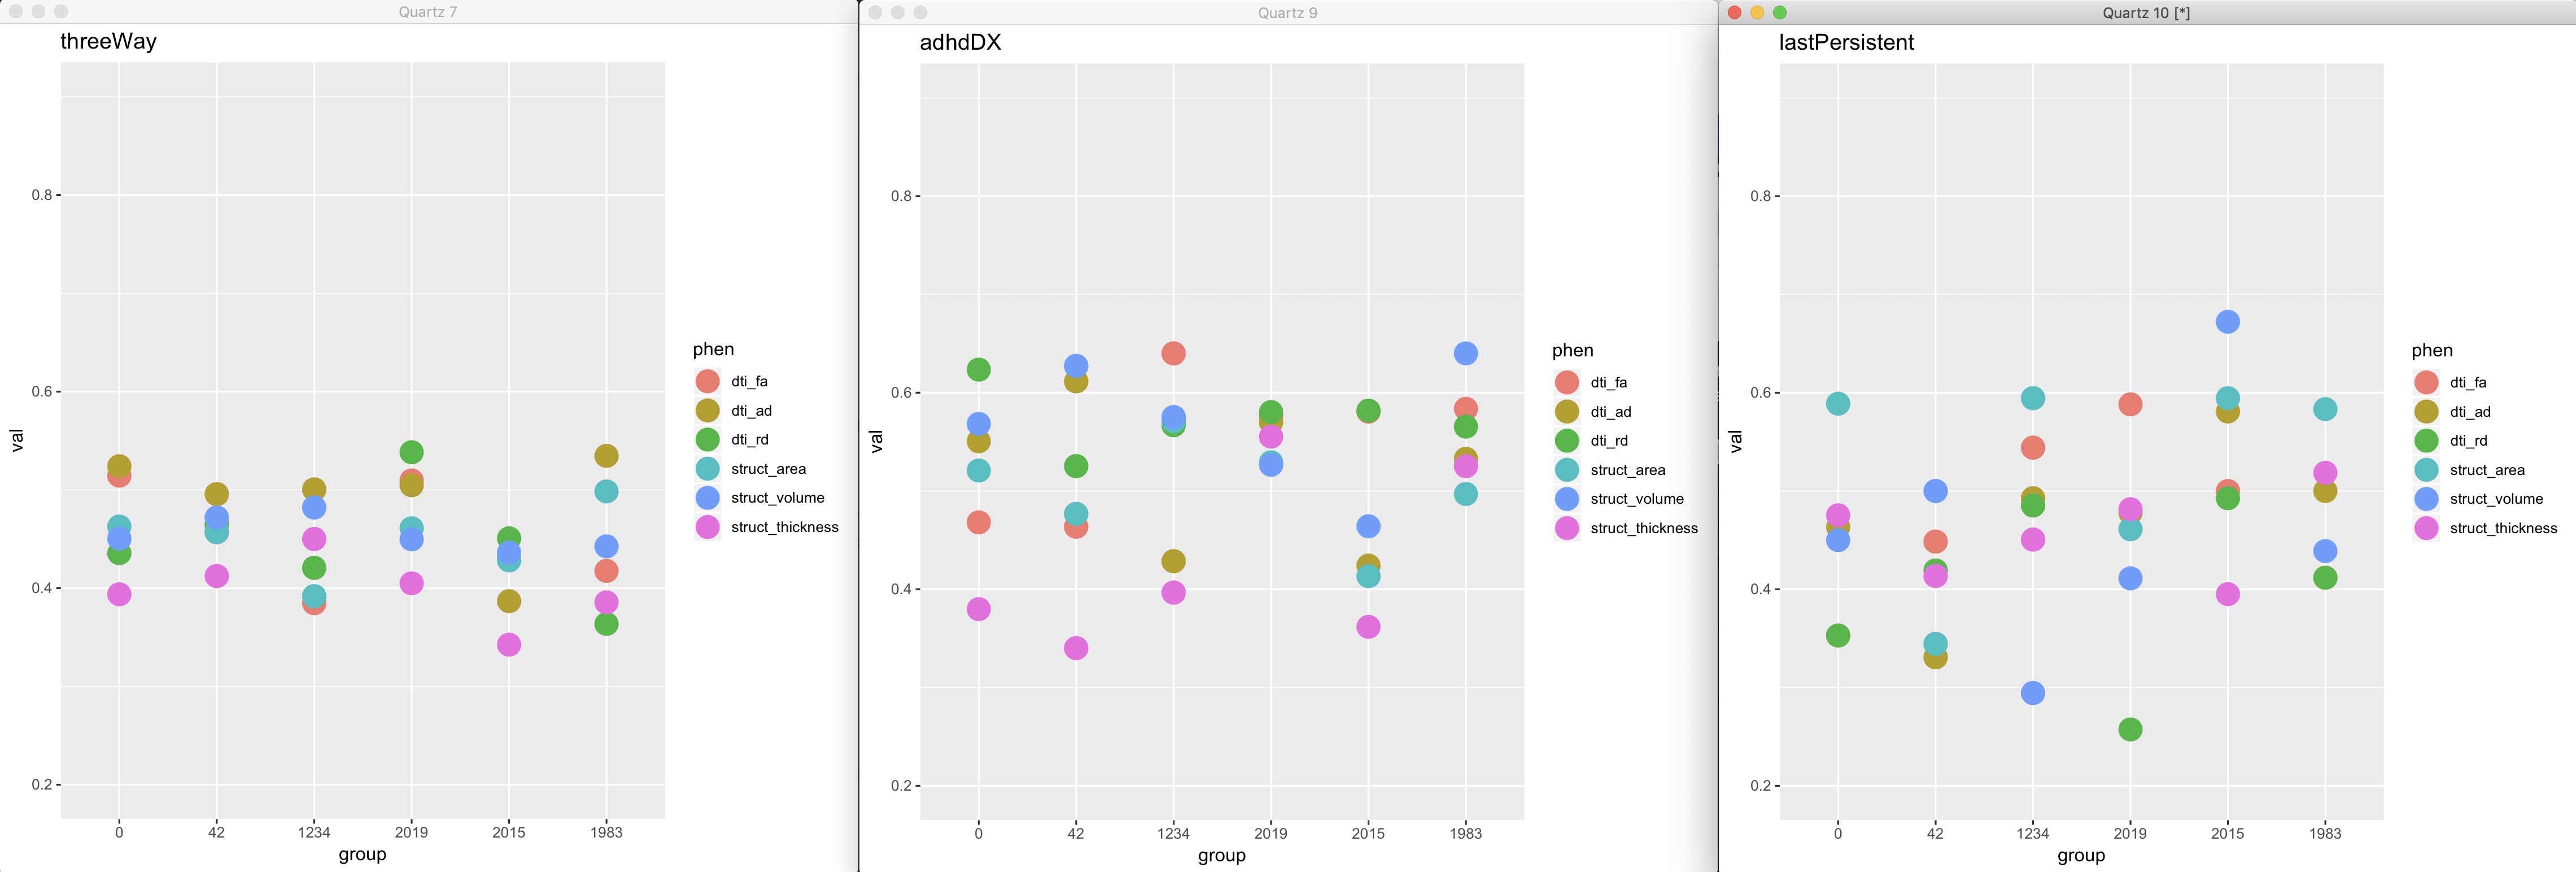 Quartz 7
threeWay
val
0.8
0.6
0.4
0.2
0 42 1234 2019 2015 1983
group
phen
dti_fa
dti_ad
dti_rd
struct_area
struct_volume
struct_thickness
Quartz 9
adhdDX
val
0.8
0.6
0.4
0.2
0 42 1234 2019 2015 1983
group
phen
dti_fa
dti_ad
dti_rd
struct_area
struct_volume
struct_thickness
Quartz 10 [*]
lastPersistent
val
0.8
0.6
0.4
0.2
0 42 1234 2019 2015 1983
group
phen
dti_fa
dti_ad
dti_rd
struct_area
struct_volume
struct_thickness